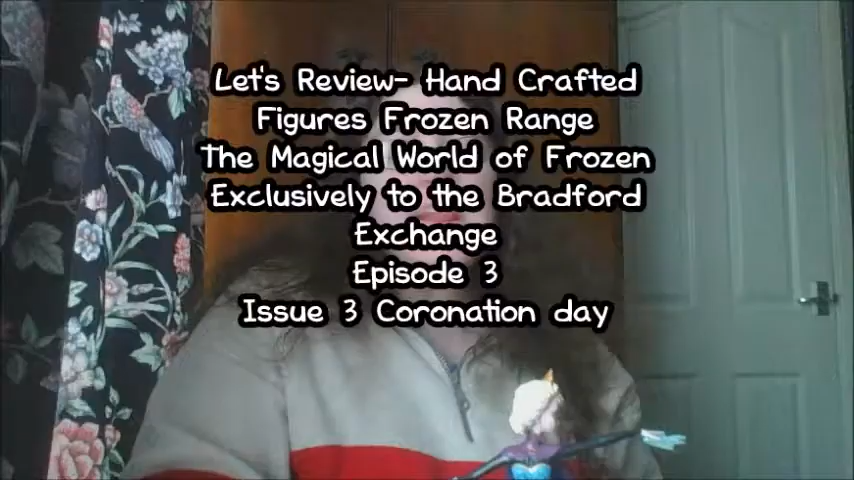 Let's Review- Hand Crafted
Figures Frozen Range
The Magical World of Frozen
Exclusively to the Bradford
Exchange
Episode 3
Issue 3 Coronation day